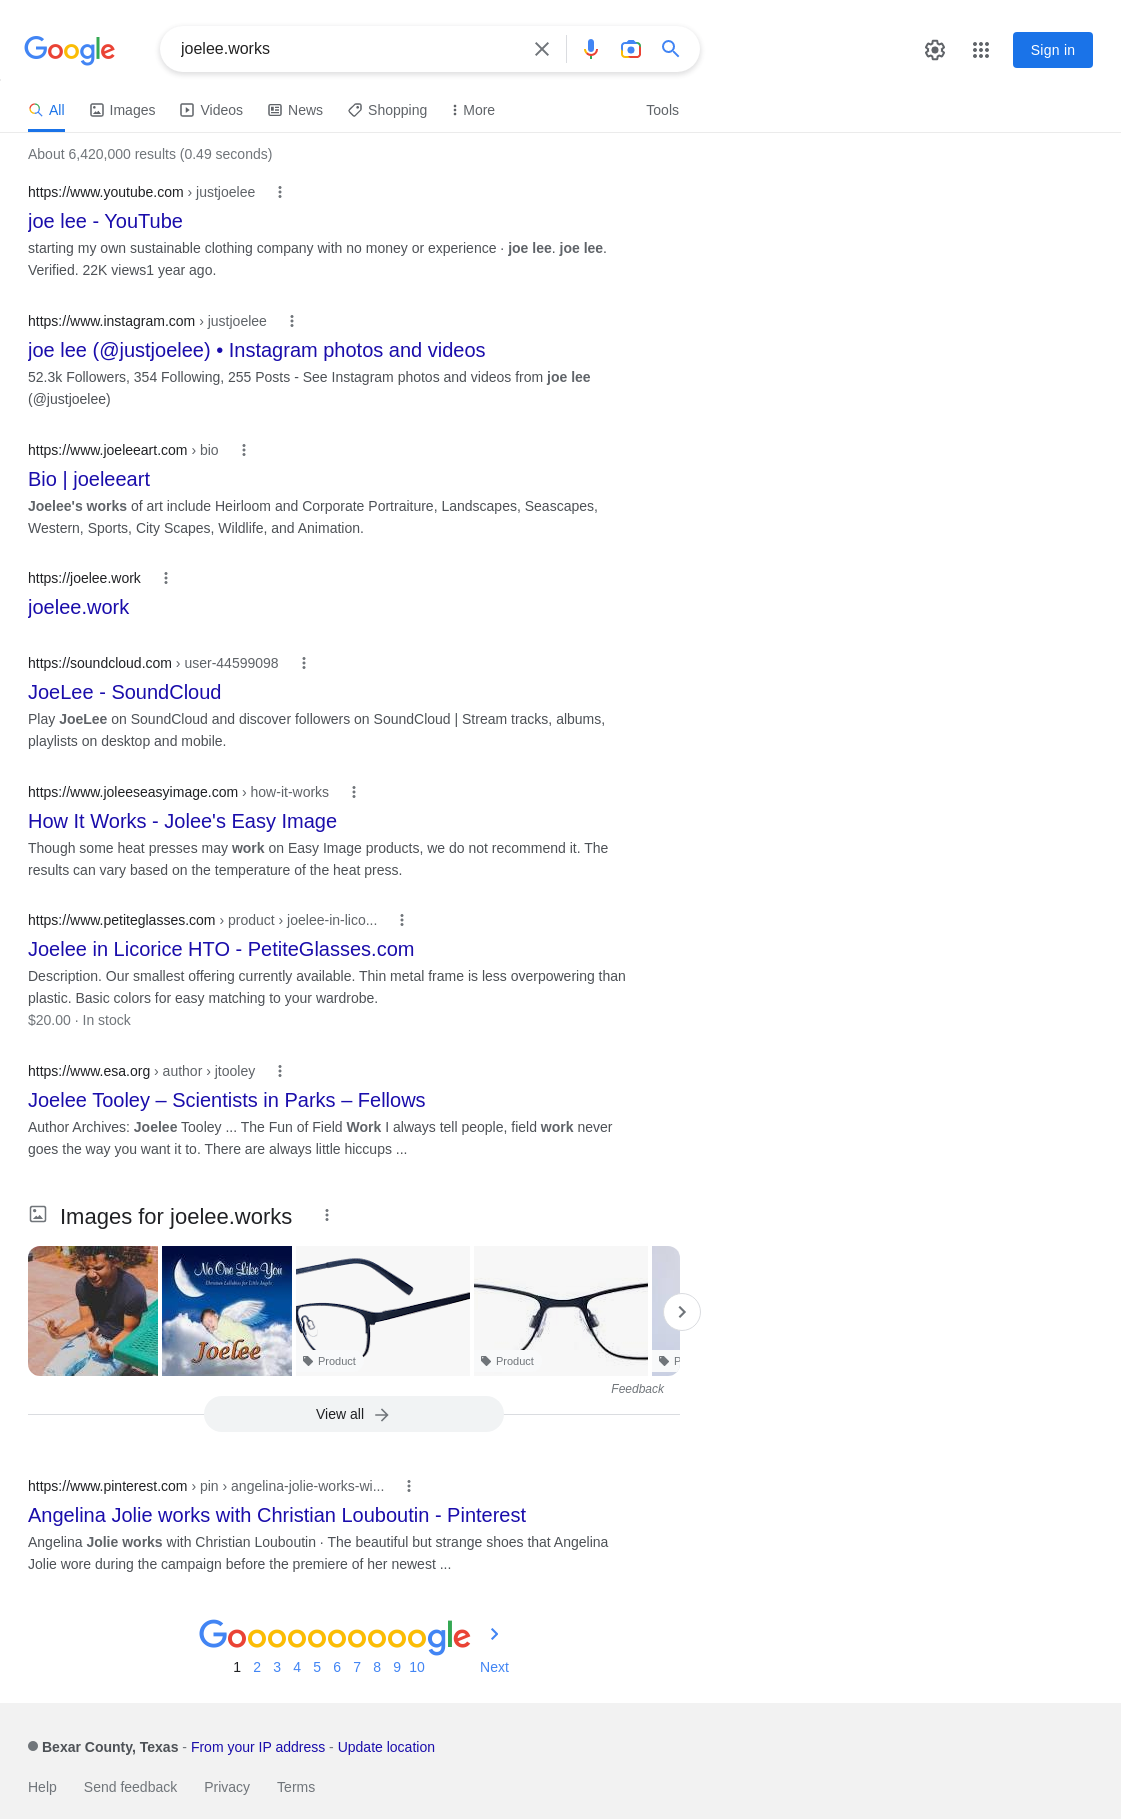 Google
joelee.works
Sign in
All Images Videos News Shopping More Tools
About 6,420,000 results (0.49 seconds)
https://www.youtube.com › justjoelee
joe lee - YouTube
starting my own sustainable clothing company with no money or experience · joe lee. joe lee.
Verified. 22K views1 year ago.
https://www.instagram.com › justjoelee
joe lee (@justjoelee) • Instagram photos and videos
52.3k Followers, 354 Following, 255 Posts - See Instagram photos and videos from joe lee
(@justjoelee)
https://www.joeleeart.com › bio
Bio | joeleeart
Joelee's works of art include Heirloom and Corporate Portraiture, Landscapes, Seascapes,
Western, Sports, City Scapes, Wildlife, and Animation.
https://joelee.work
joelee.work
https://soundcloud.com › user-44599098
JoeLee - SoundCloud
Play JoeLee on SoundCloud and discover followers on SoundCloud | Stream tracks, albums,
playlists on desktop and mobile.
https://www.joleeseasyimage.com › how-it-works
How It Works - Jolee's Easy Image
Though some heat presses may work on Easy Image products, we do not recommend it. The
results can vary based on the temperature of the heat press.
https://www.petiteglasses.com › product › joelee-in-lico...
Joelee in Licorice HTO - PetiteGlasses.com
Description. Our smallest offering currently available. Thin metal frame is less overpowering than
plastic. Basic colors for easy matching to your wardrobe.
$20.00 · In stock
https://www.esa.org › author › jtooley
Joelee Tooley – Scientists in Parks – Fellows
Author Archives: Joelee Tooley ... The Fun of Field Work I always tell people, field work never
goes the way you want it to. There are always little hiccups ...
Images for joelee.works
No One Like You
Christian Lullabies for Little Angels
Joelee
Product
Product
P
Feedback
View all
https://www.pinterest.com › pin › angelina-jolie-works-wi...
Angelina Jolie works with Christian Louboutin - Pinterest
Angelina Jolie works with Christian Louboutin · The beautiful but strange shoes that Angelina
Jolie wore during the campaign before the premiere of her newest ...
Goooooooooogle
1 2 3 4 5 6 7 8 9 10 Next
Bexar County, Texas - From your IP address - Update location
Help Send feedback Privacy Terms